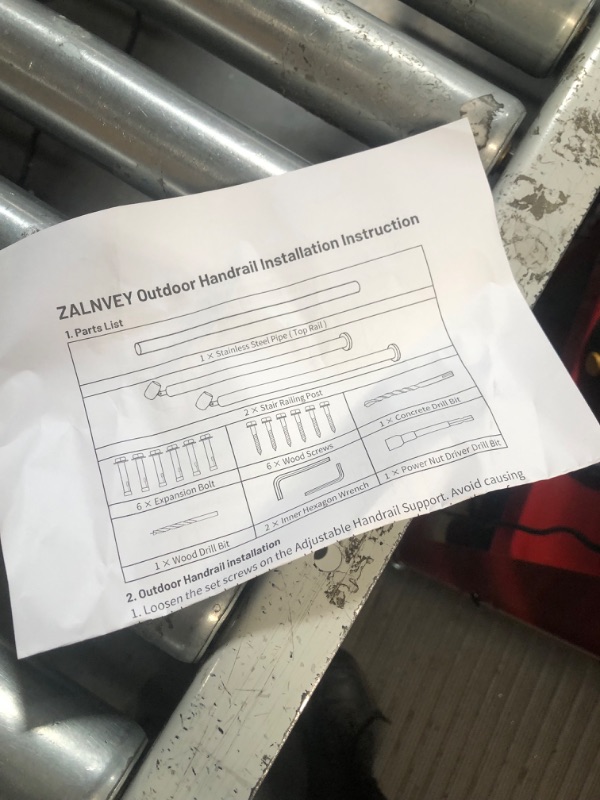 ZALNVEY Outdoor Handrail Installation Instruction
1. Parts List
1 X Stainless Steel Pipe ( Top Rail )
2 X Stair Railing Post
6 X Expansion Bolt
6 X Wood Screws
1 X Concrete Drill Bit
1 X Wood Drill Bit
2 X Inner Hexagon Wrench
1 X Power Nut Driver Drill Bit
2. Outdoor Handrail installation
1. Loosen the set screws on the Adjustable Handrail Support. Avoid causing